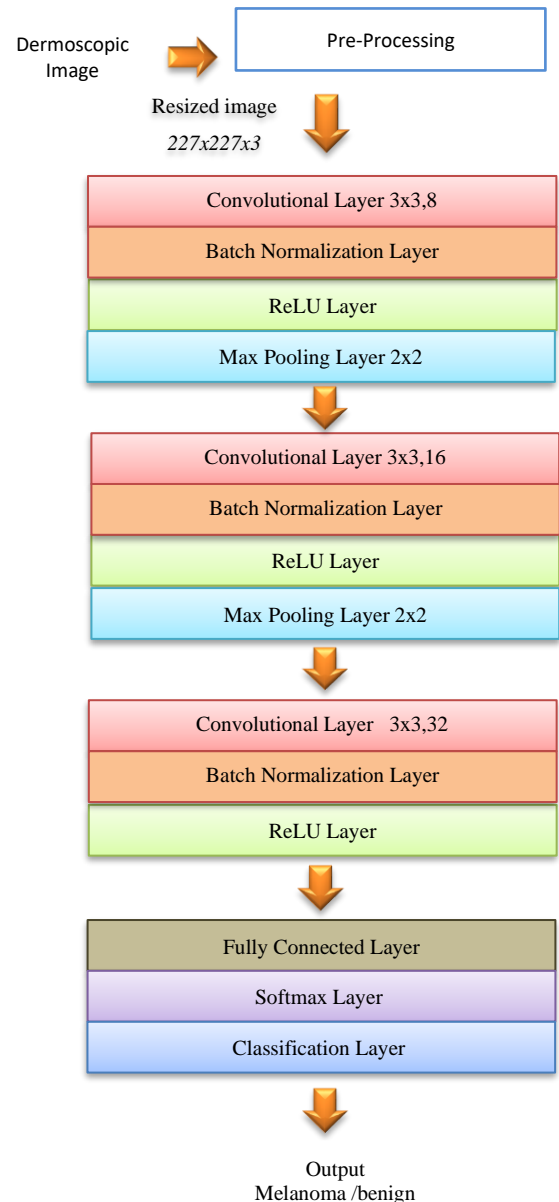 Dermoscopic
Image
Pre-Processing
Resized image
227x227x3
Convolutional Layer 3x3,8
Batch Normalization Layer
ReLU Layer
Max Pooling Layer 2x2
Convolutional Layer 3x3,16
Batch Normalization Layer
ReLU Layer
Max Pooling Layer 2x2
Convolutional Layer 3x3,32
Batch Normalization Layer
ReLU Layer
Fully Connected Layer
Softmax Layer
Classification Layer
Output
Melanoma /benign